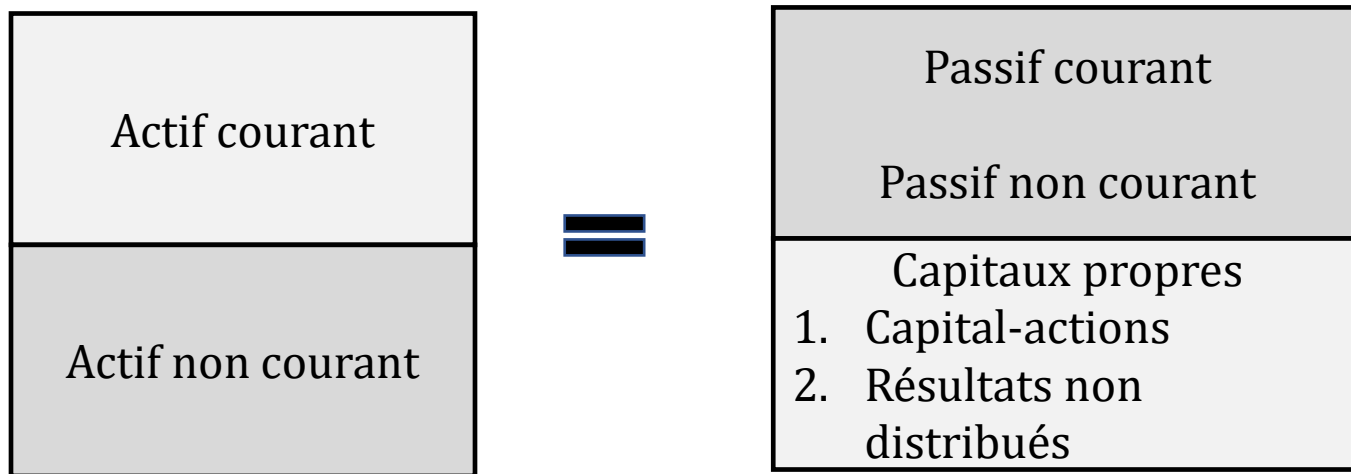 Actif courant
Actif non courant
Passif courant
Passif non courant
Capitaux propres
1. Capital-actions
2. Résultats non
distribués